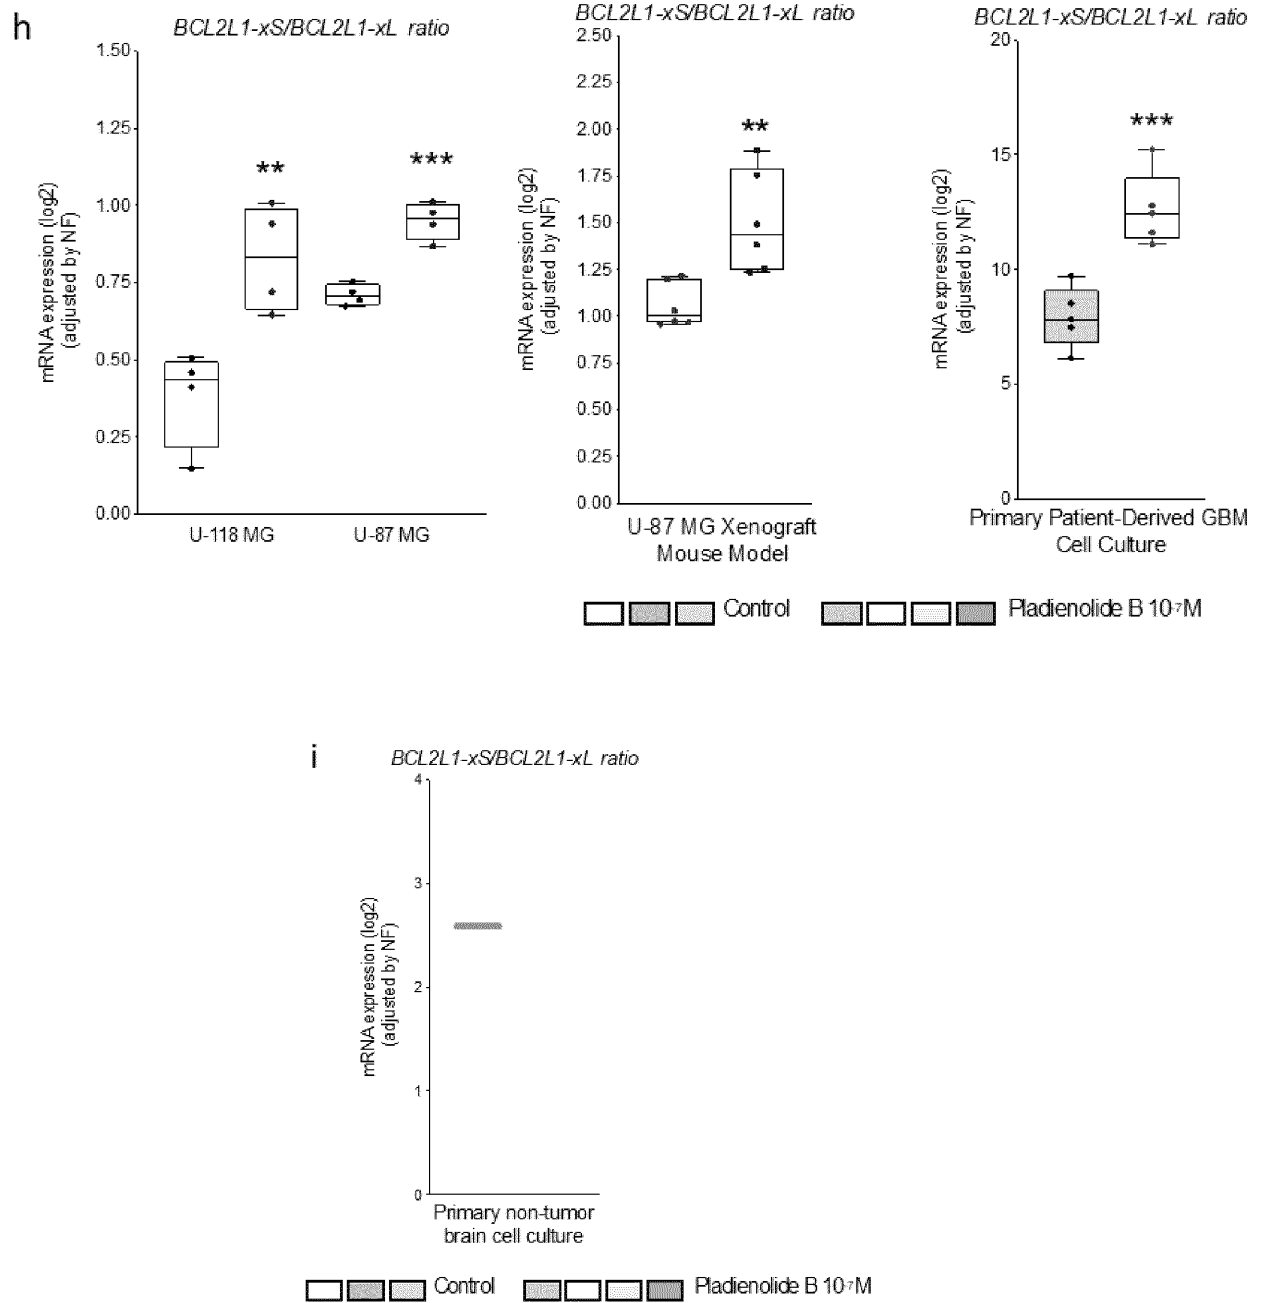 h
BCL2L1-xS/BCL2L1-xL ratio
mRNA expression (log2)
(adjusted by NF)
1.50
1.25
1.00
0.75
0.50
0.25
0.00
**
***
U-118 MG
U-87 MG
BCL2L1-xS/BCL2L1-xL ratio
mRNA expression (log2)
(adjusted by NF)
2.50
2.25
2.00
1.75
1.50
1.25
1.00
0.75
0.50
0.25
0.00
**
U-87 MG Xenograft
Mouse Model
BCL2L1-xS/BCL2L1-xL ratio
mRNA expression (log2)
(adjusted by NF)
20
15
10
5
0
***
Primary Patient-Derived GBM
Cell Culture
Control
Pladienolide B 10-7M
i
BCL2L1-xS/BCL2L1-xL ratio
mRNA expression (log2)
(adjusted by NF)
4
3
2
1
0
Primary non-tumor
brain cell culture
Control
Pladienolide B 10-7M